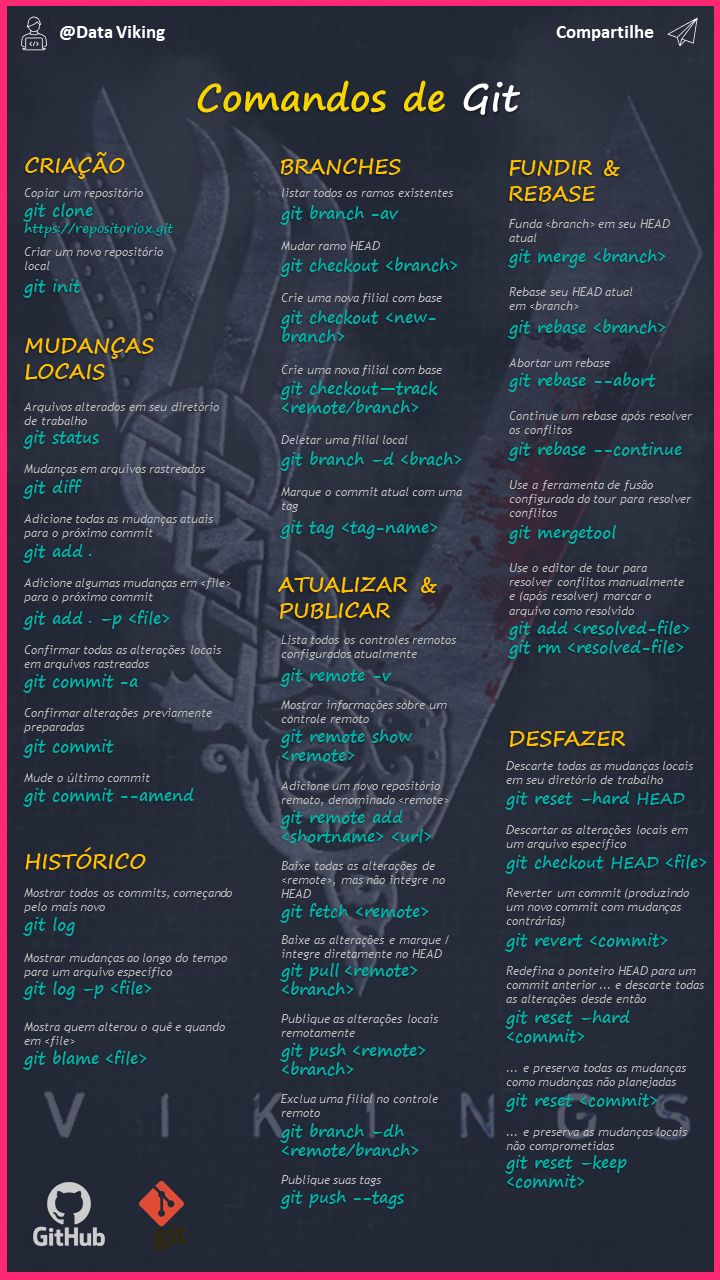 @Data Viking
Compartilhe
Comandos de Git
CRIAÇÃO
Copiar um repositório
git clone
https://repositoriox.git
Criar um novo repositório
local
git init
MUDANÇAS
LOCAIS
Arquivos alterados em seu diretório
de trabalho
git status
Mudanças em arquivos rastreados
git diff
Adicione todas as mudanças atuais
para o próximo commit
git add .
Adicione algumas mudanças em <file>
para o próximo commit
git add . –p <file>
Confirmar todas as alterações locais
em arquivos rastreados
git commit -a
Confirmar alterações previamente
preparadas
git commit
Mude o último commit
git commit --amend
HISTÓRICO
Mostrar todos os commits, começando
pelo mais novo
git log
Mostrar mudanças ao longo do tempo
para um arquivo específico
git log –p <file>
Mostra quem alterou o quê e quando
em <file>
git blame <file>
BRANCHES
listar todos os ramos existentes
git branch -av
Mudar ramo HEAD
git checkout <branch>
Crie uma nova filial com base
git checkout <new-
branch>
Crie uma nova filial com base
git checkout—track
<remote/branch>
Deletar uma filial local
git branch –d <brach>
Marque o commit atual com uma
tag
git tag <tag-name>
ATUALIZAR &
PUBLICAR
Lista todos os controles remotos
configurados atualmente
git remote -v
Mostrar informações sobre um
controle remoto
git remote show
<remote>
Adicione um novo repositório
remoto, denominado <remote>
git remote add
<shortname> <url>
Baixe todas as alterações de
<remote>, mas não integre no
HEAD
git fetch <remote>
Baixe as alterações e marque /
integre diretamente no HEAD
git pull <remote>
<branch>
Publique as alterações locais
remotamente
git push <remote>
<branch>
Exclua uma filial no controle
remoto
git branch –dh
<remote/branch>
Publique suas tags
git push --tags
FUNDIR &
REBASE
Funda <branch> em seu HEAD
atual
git merge <branch>
Rebase seu HEAD atual
em <branch>
git rebase <branch>
Abortar um rebase
git rebase --abort
Continue um rebase após resolver
os conflitos
git rebase --continue
Use a ferramenta de fusão
configurada do tour para resolver
conflitos
git mergetool
Use o editor de tour para
resolver conflitos manualmente
e (após resolver) marcar o
arquivo como resolvido
git add <resolved-file>
git rm <resolved-file>
DESFAZER
Descarte todas as mudanças locais
em seu diretório de trabalho
git reset –hard HEAD
Descartar as alterações locais em
um arquivo específico
git checkout HEAD <file>
Reverter um commit (produzindo
um novo commit com mudanças
contrárias)
git revert <commit>
Redefina o ponteiro HEAD para um
commit anterior ... e descarte todas
as alterações desde então
git reset –hard
<commit>
... e preserva todas as mudanças
como mudanças não planejadas
git reset <commit>
... e preserva as mudanças locais
não comprometidas
git reset –keep
<commit>
VIKINGS
GitHub
git